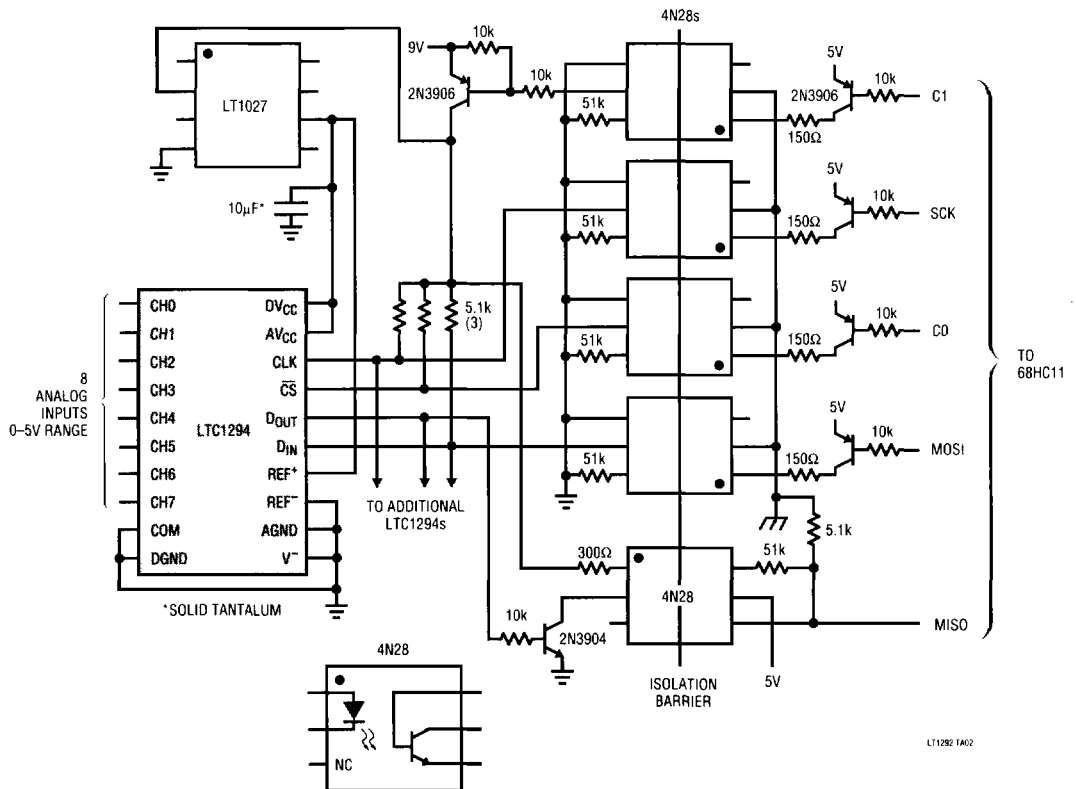 4N28s
9V
10k
10k
2N3906
LT1027
51k
5V
2N3906
10k
C1
150Ω
10µF*
5V
51k
10k
SCK
150Ω
5.1k
(3)
5V
51k
10k
C0
150Ω
8
ANALOG
INPUTS
0–5V RANGE
CH0
CH1
CH2
CH3
CH4
CH5
CH6
CH7
COM
DGND
LTC1294
DVCC
AVCC
CLK
CS
DOUT
DIN
REF+
REF–
AGND
V–
TO
68HC11
5V
51k
10k
MOSI
150Ω
TO ADDITIONAL
LTC1294s
5.1k
300Ω
51k
4N28
*SOLID TANTALUM
10k
2N3904
MISO
5V
ISOLATION
BARRIER
4N28
NC
LT1292 TA02